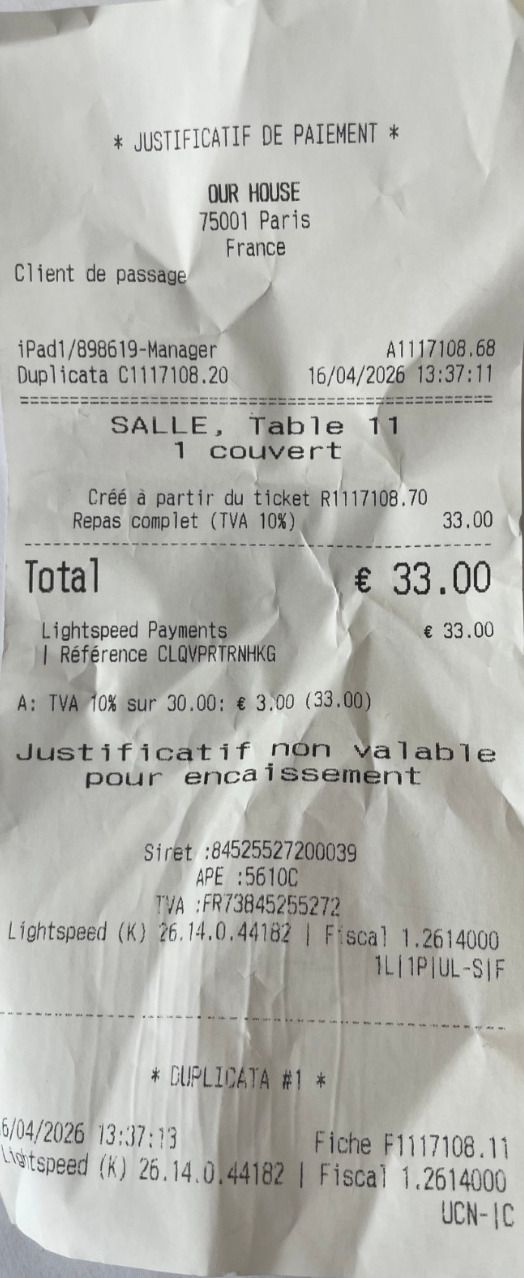 * JUSTIFICATIF DE PAIEMENT *
OUR HOUSE
75001 Paris
France
Client de passage
iPad1/898619-Manager A1117108.68
Duplicata C1117108.20 16/04/2026 13:37:11
SALLE, Table 11
1 couvert
Créé à partir du ticket R1117108.70
Repas complet (TVA 10%) 33.00
Total € 33.00
Lightspeed Payments € 33.00
| Référence CLQVPRTRNHKG
A: TVA 10% sur 30.00: € 3.00 (33.00)
Justificatif non valable
pour encaissement
Siret :84525527200039
APE :5610C
TVA :FR73845255272
Lightspeed (K) 26.14.0.44182 | Fiscal 1.2614000
1L|1P|UL-S|F
* DUPLICATA #1 *
6/04/2026 13:37:13 Fiche F1117108.11
Lightspeed (K) 26.14.0.44182 | Fiscal 1.2614000
UCN-|C